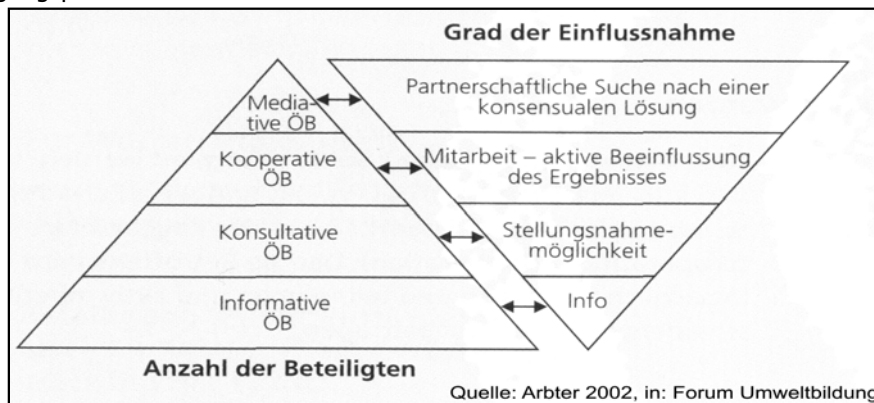 Grad der Einflussnahme
Media-
tive ÖB
Partnerschaftliche Suche nach einer
konsensualen Lösung
Kooperative
ÖB
Mitarbeit – aktive Beeinflussung
des Ergebnisses
Konsultative
ÖB
Stellungsnahme-
möglichkeit
Informative
ÖB
Info
Anzahl der Beteiligten
Quelle: Arbter 2002, in: Forum Umweltbildung